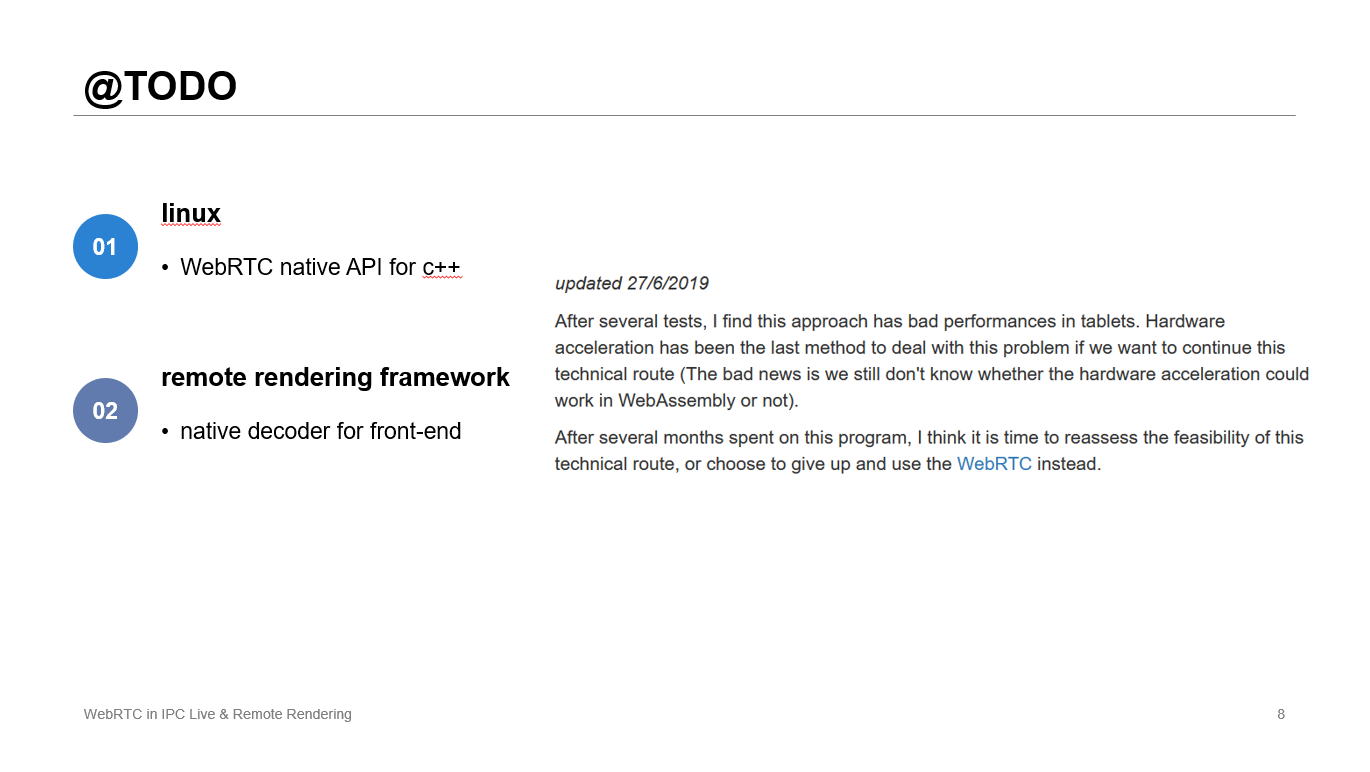 @TODO
01
linux
• WebRTC native API for c++
02
remote rendering framework
• native decoder for front-end
updated 27/6/2019
After several tests, I find this approach has bad performances in tablets. Hardware
acceleration has been the last method to deal with this problem if we want to continue this
technical route (The bad news is we still don't know whether the hardware acceleration could
work in WebAssembly or not).
After several months spent on this program, I think it is time to reassess the feasibility of this
technical route, or choose to give up and use the WebRTC instead.
WebRTC in IPC Live & Remote Rendering
8